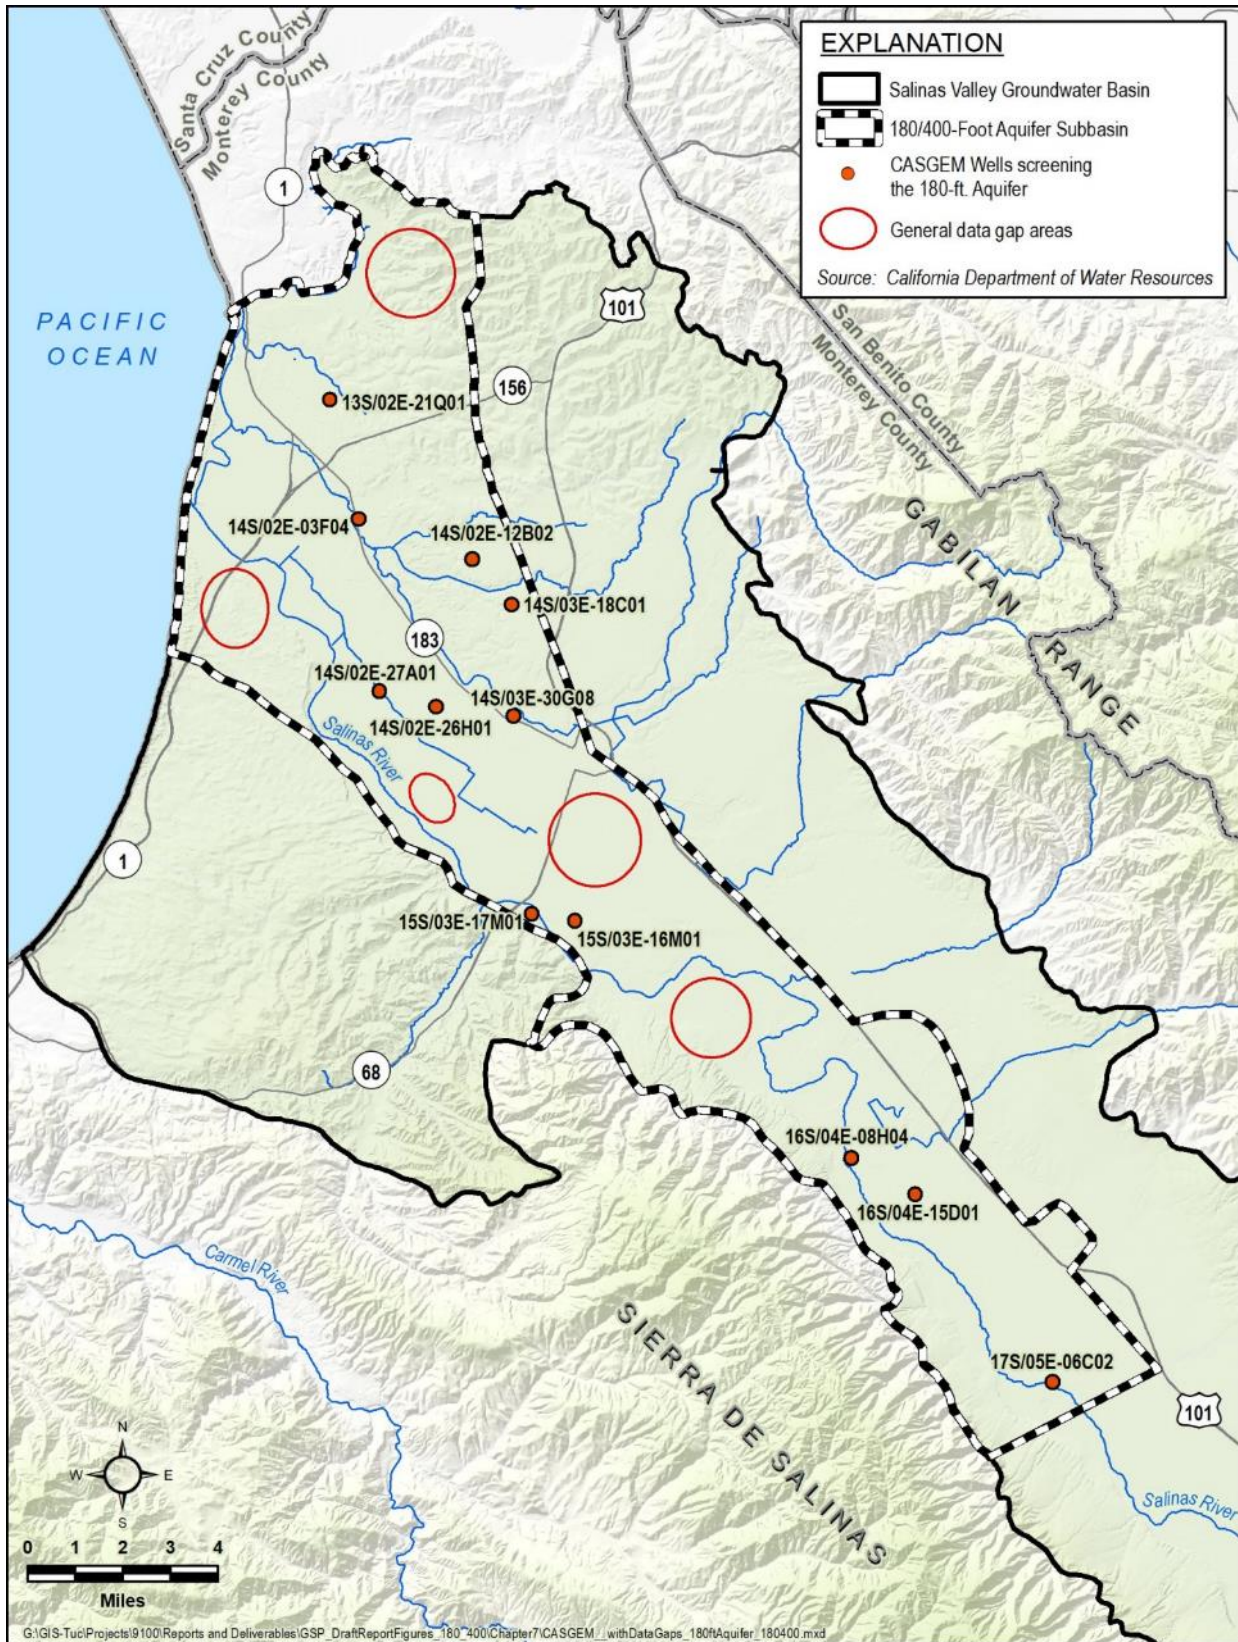 EXPLANATION
Salinas Valley Groundwater Basin
180/400-Foot Aquifer Subbasin
CASGEM Wells screening
the 180-ft. Aquifer
General data gap areas
Source: California Department of Water Resources
Santa Cruz County
Monterey County
1
101
PACIFIC
OCEAN
San Benito County
Monterey County
156
13S/02E-21Q01
14S/02E-03F04
14S/02E-12B02
GABILAN
RANGE
14S/03E-18C01
183
14S/02E-27A01
14S/02E-26H01
14S/03E-30G08
Salinas River
1
15S/03E-17M01
15S/03E-16M01
68
16S/04E-08H04
16S/04E-15D01
Carmel River
SIERRA DE SALINAS
17S/05E-06C02
101
Salinas River
N
W
E
S
0 1 2 3 4
Miles
G:\GIS-Tuc\Projects\9100\Reports and Deliverables\GSP_DraftReportFigures_180_400\Chapter7\CASGEM__withDataGaps_180ftAquifer_180400.mxd